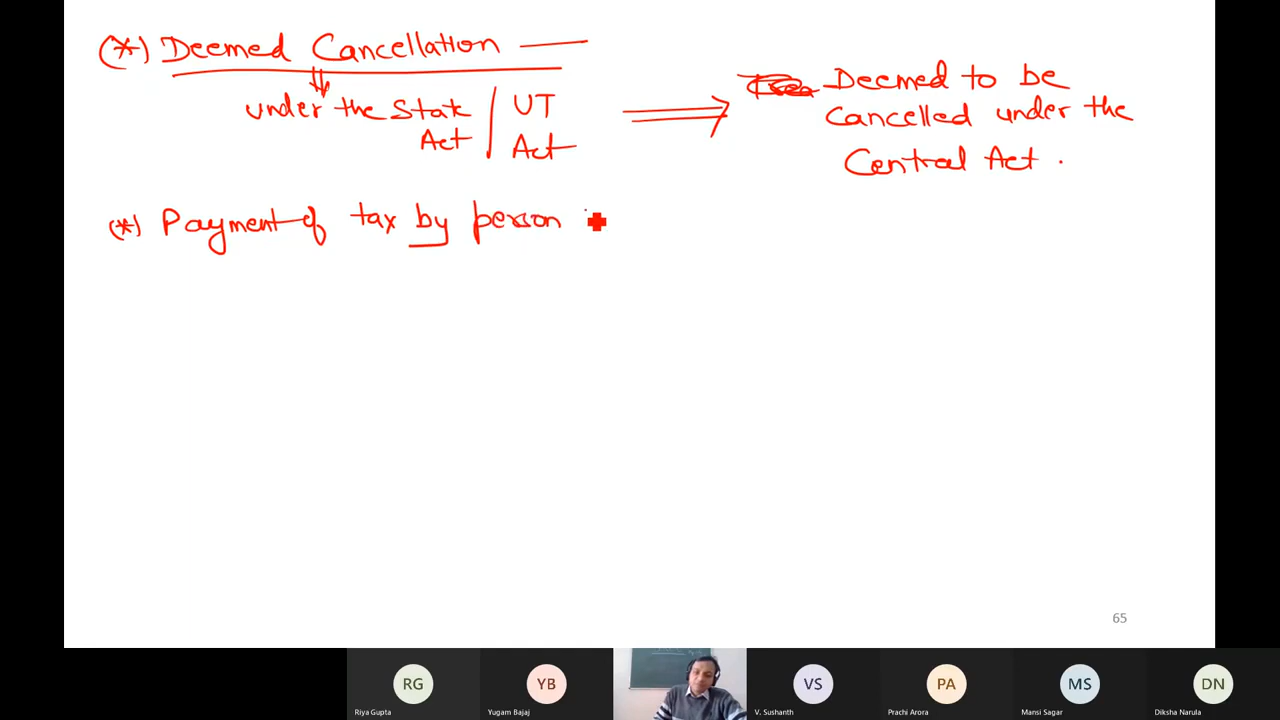 (*) Deemed Cancellation
under the State Act / UT Act
Deemed to be cancelled under the Central Act.
(*) Payment of tax by person
65
RG
YB
VS
PA
MS
DN
Riya Gupta
Yugam Bajaj
V. Sushanth
Prachi Arora
Mansi Sagar
Diksha Narula